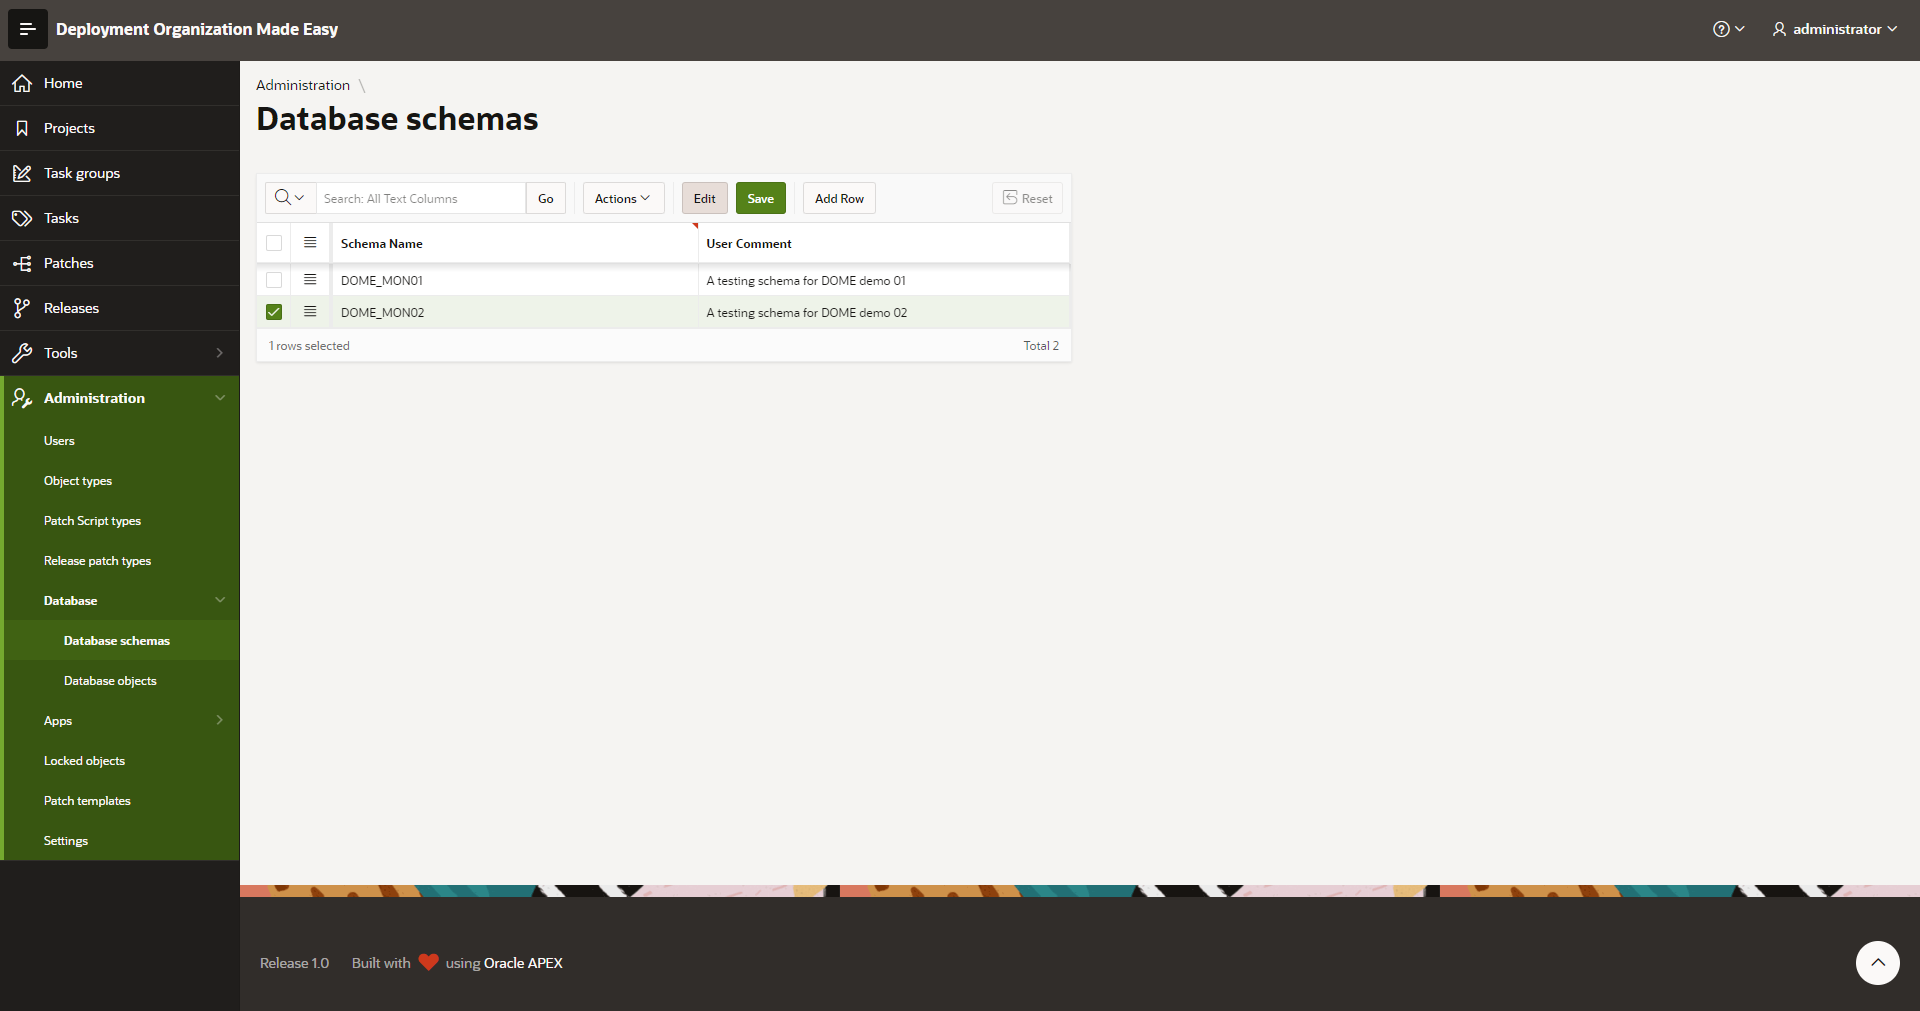 Deployment Organization Made Easy
administrator
Home
Projects
Task groups
Tasks
Patches
Releases
Tools
Administration
Users
Object types
Patch Script types
Release patch types
Database
Database schemas
Database objects
Apps
Locked objects
Patch templates
Settings
Administration \
Database schemas
Search: All Text Columns
Go
Actions
Edit
Save
Add Row
Reset
Schema Name User Comment
DOME_MON01 A testing schema for DOME demo 01
DOME_MON02 A testing schema for DOME demo 02
1 rows selected Total 2
Release 1.0 Built with using Oracle APEX